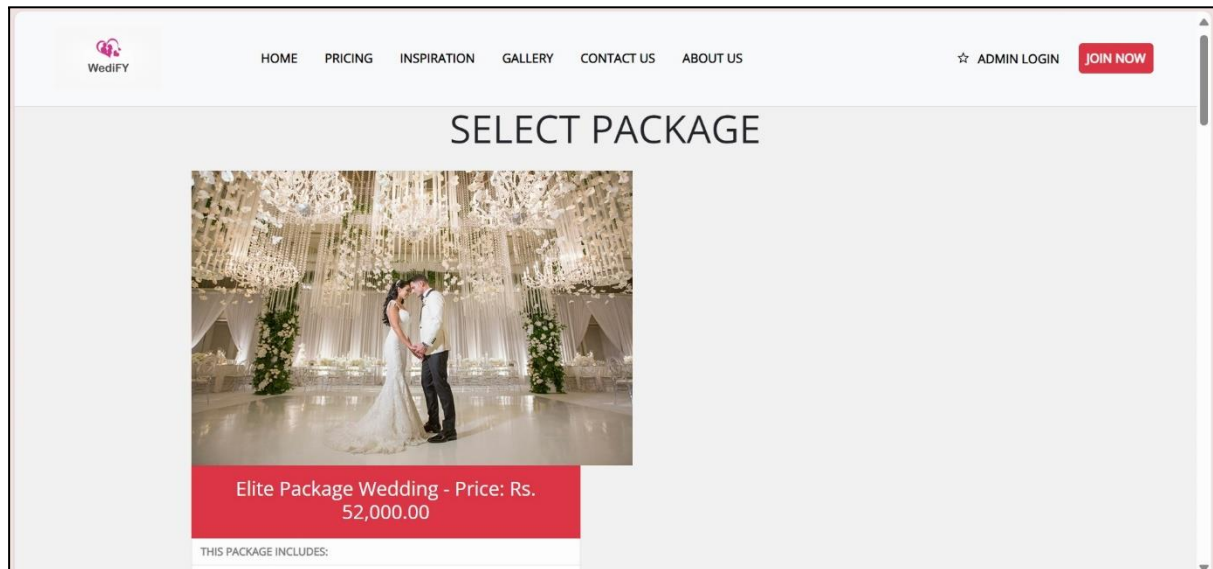 WediFY
HOME PRICING INSPIRATION GALLERY CONTACT US ABOUT US
☆ ADMIN LOGIN
JOIN NOW
SELECT PACKAGE
Elite Package Wedding - Price: Rs.
52,000.00
THIS PACKAGE INCLUDES: